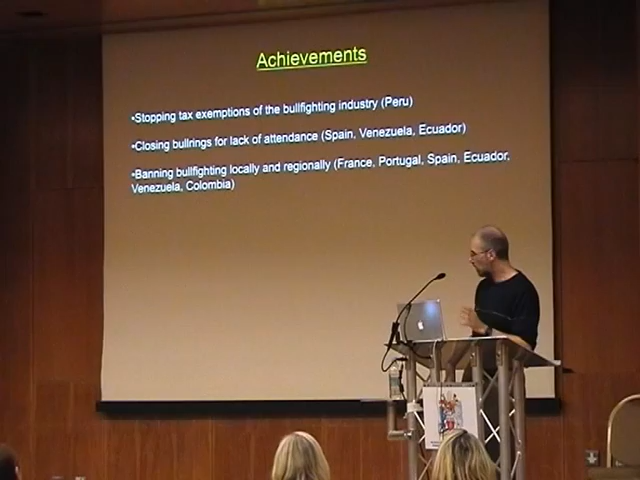 Achievements
•Stopping tax exemptions of the bullfighting industry (Peru)
•Closing bullrings for lack of attendance (Spain, Venezuela, Ecuador)
•Banning bullfighting locally and regionally (France, Portugal, Spain, Ecuador,
Venezuela, Colombia)